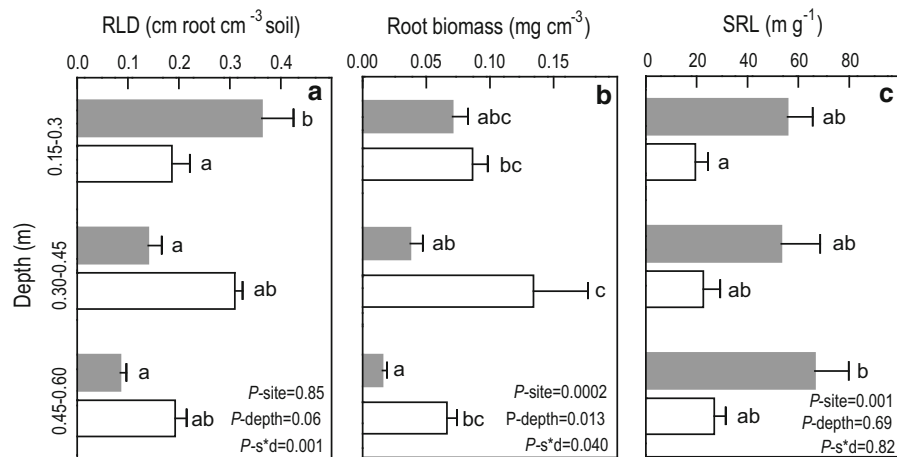 RLD (cm root cm⁻³ soil)
0.0 0.1 0.2 0.3 0.4
a
b
a
a
ab
a
ab
P-site=0.85
P-depth=0.06
P-s*d=0.001
Depth (m)
0.15-0.3
0.30-0.45
0.45-0.60
Root biomass (mg cm⁻³)
0.00 0.05 0.10 0.15
b
abc
bc
ab
c
a
bc
P-site=0.0002
P-depth=0.013
P-s*d=0.040
SRL (m g⁻¹)
0 20 40 60 80
c
ab
a
ab
ab
b
ab
P-site=0.001
P-depth=0.69
P-s*d=0.82